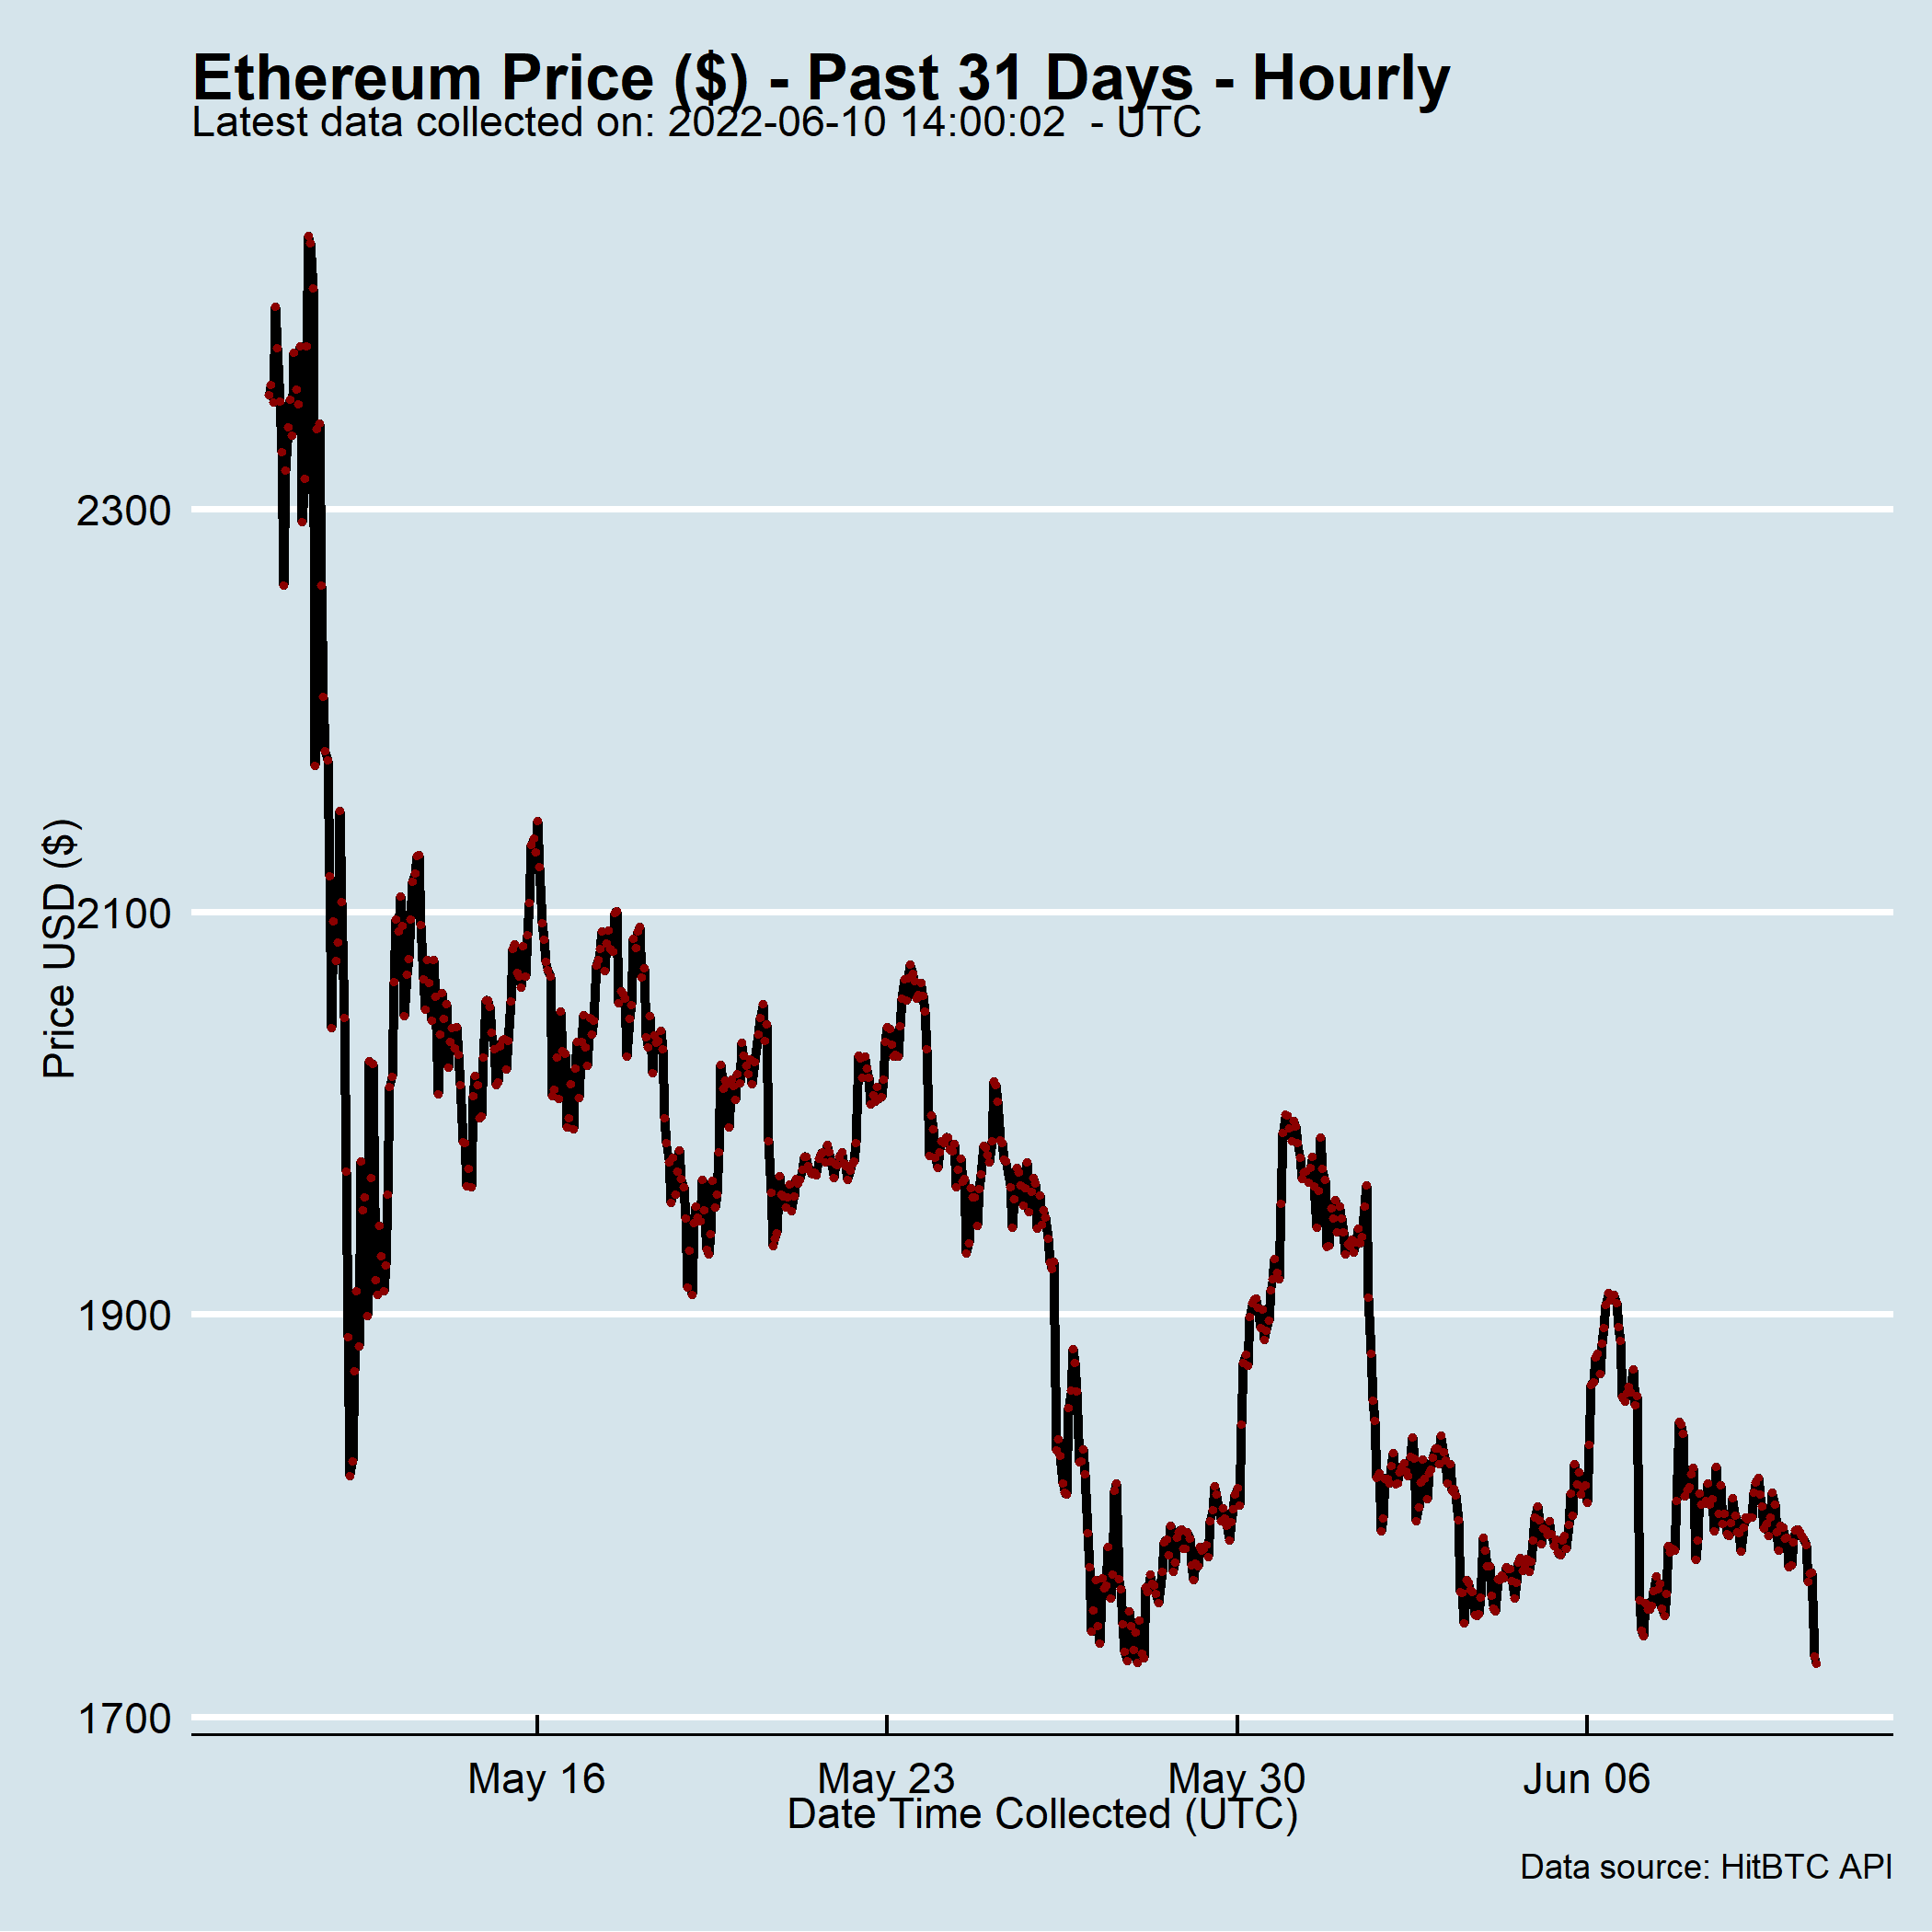 Ethereum Price ($) - Past 31 Days - Hourly
Latest data collected on: 2022-06-10 14:00:02  - UTC
Price USD ($)
2300
2100
1900
1700
May 16
May 23
May 30
Jun 06
Date Time Collected (UTC)
Data source: HitBTC API